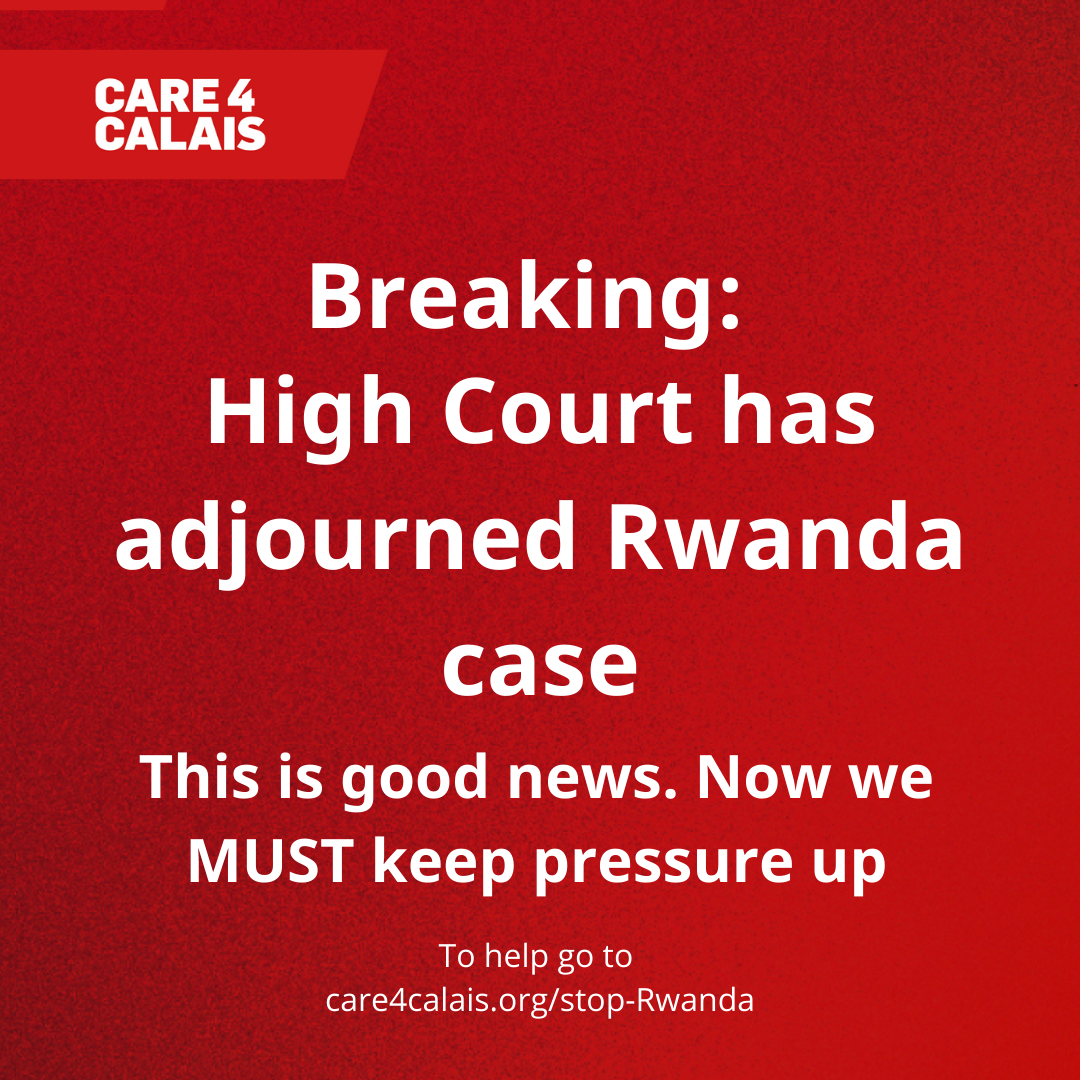 CARE 4
CALAIS
Breaking:
High Court has
adjourned Rwanda
case
This is good news. Now we
MUST keep pressure up
To help go to
care4calais.org/stop-Rwanda